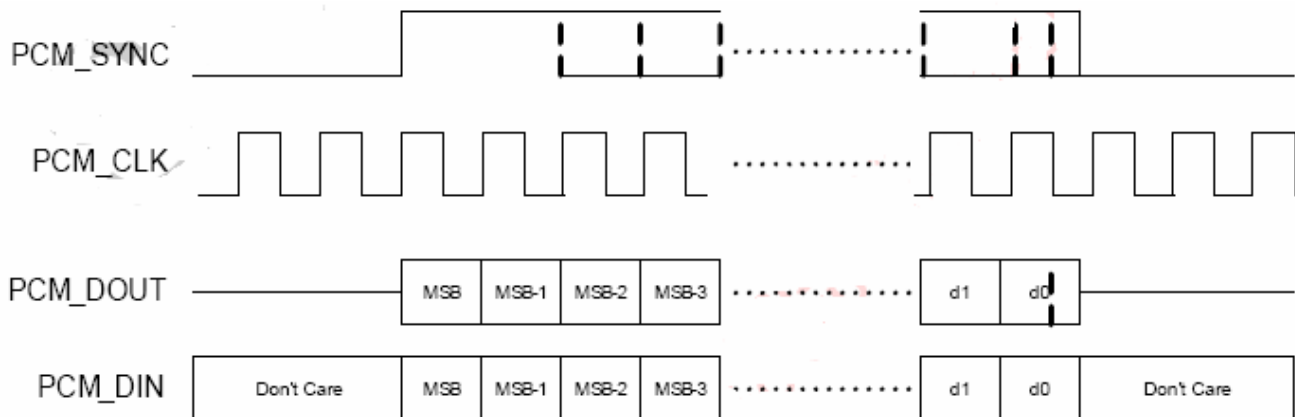 PCM_SYNC
PCM_CLK
PCM_DOUT MSB MSB-1 MSB-2 MSB-3 d1 d0
PCM_DIN Don't Care MSB MSB-1 MSB-2 MSB-3 d1 d0 Don't Care